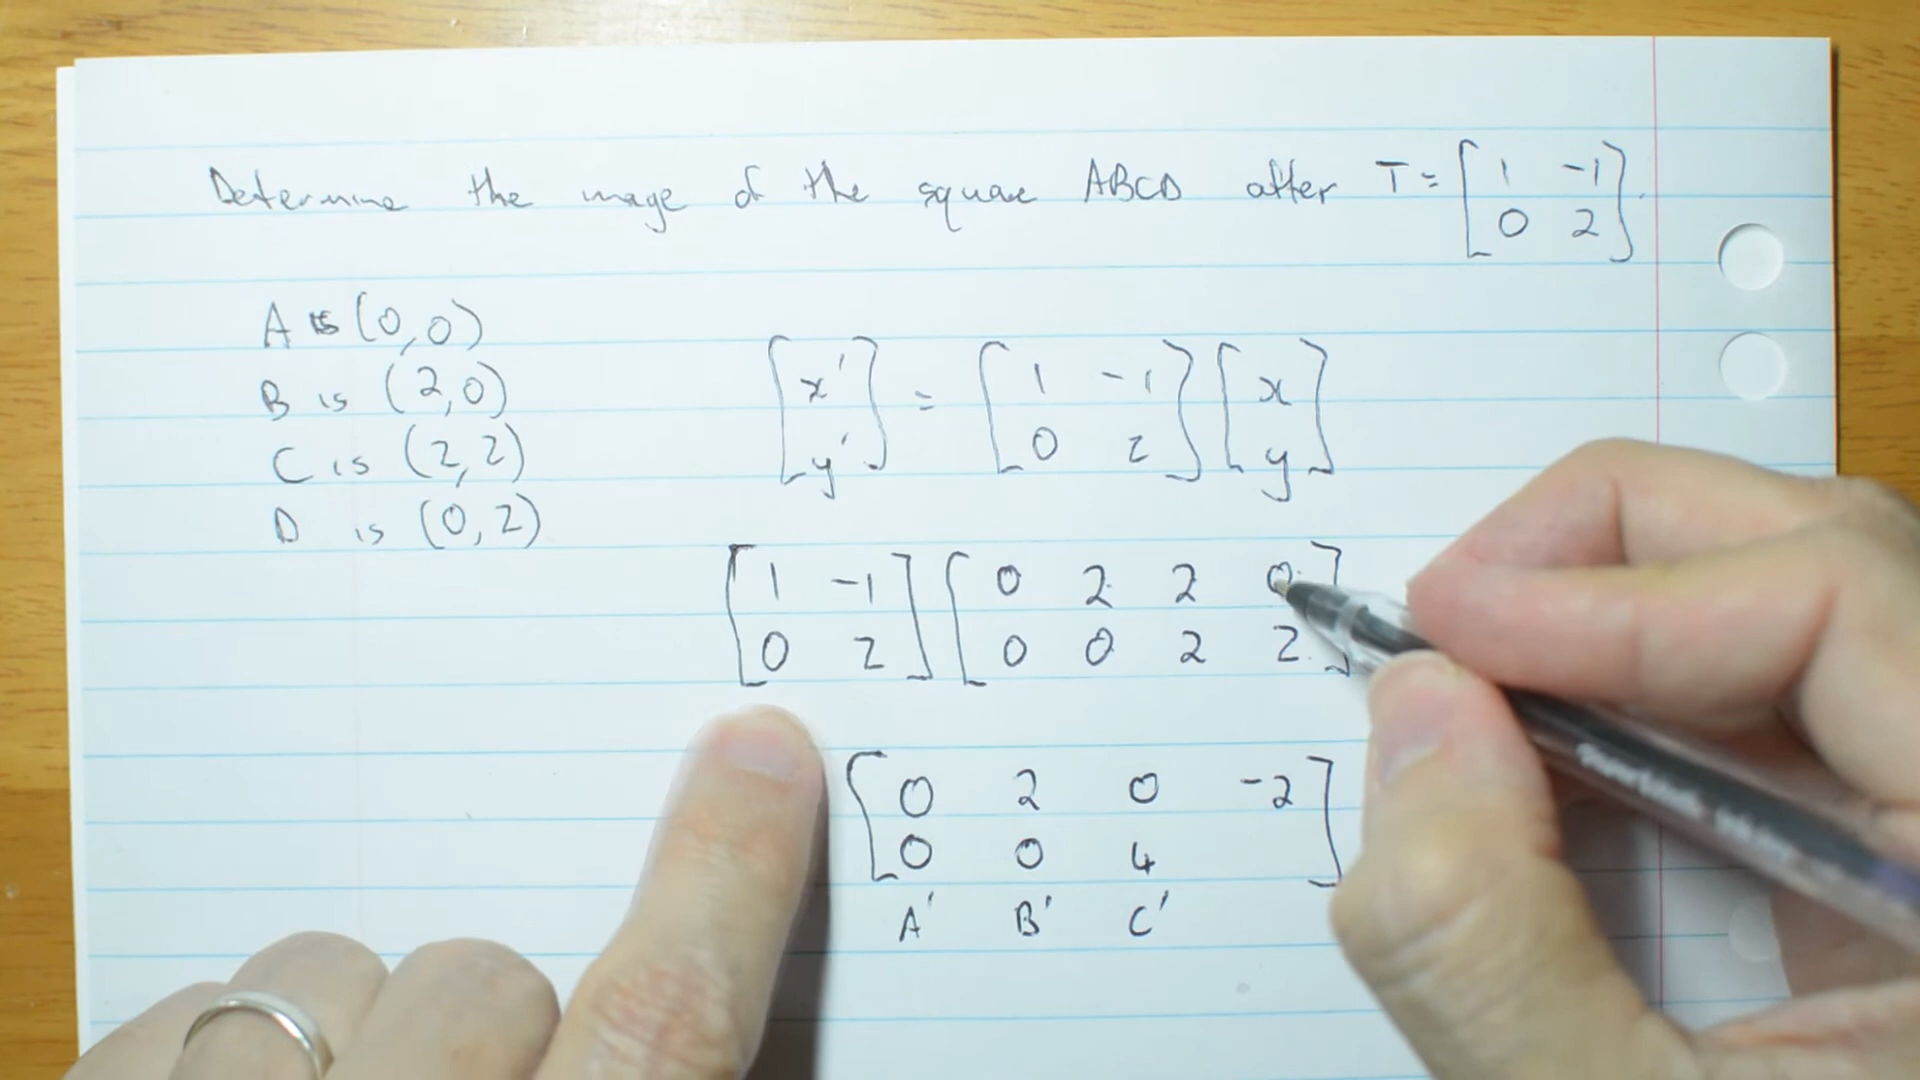 Determine the image of the square ABCD after T = [1 -1
0 2].
A is (0,0)
B is (2,0)
C is (2,2)
D is (0,2)
[x' y'] = [1 -1 0 2] [x y]
[1 -1 0 2] [0 2 2 0 0 0 2 2]
[0 2 0 -2
0 0 4]
A' B' C'